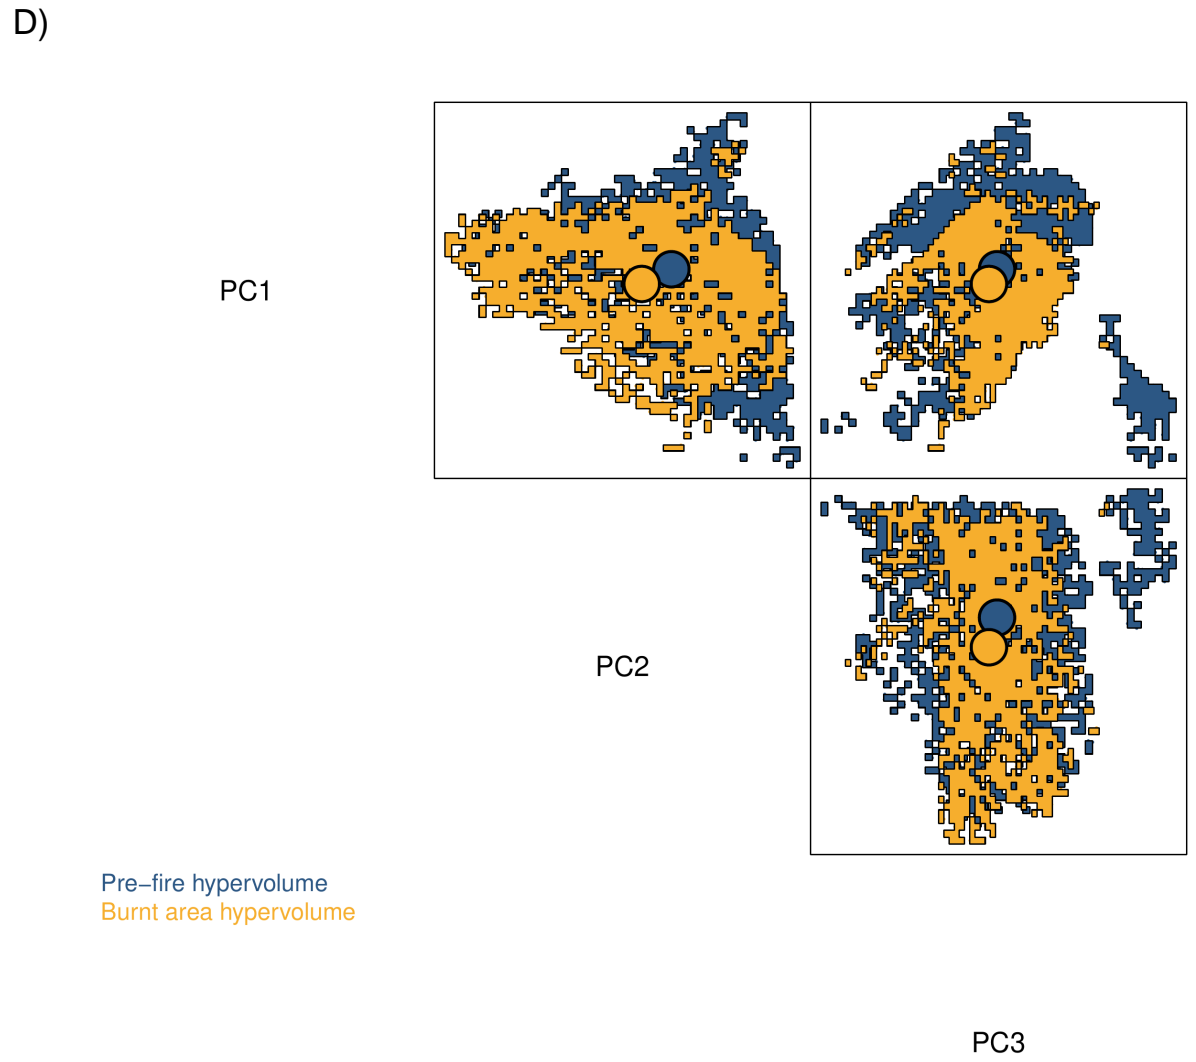 D)
PC1
PC2
Pre−fire hypervolume
Burnt area hypervolume
PC3